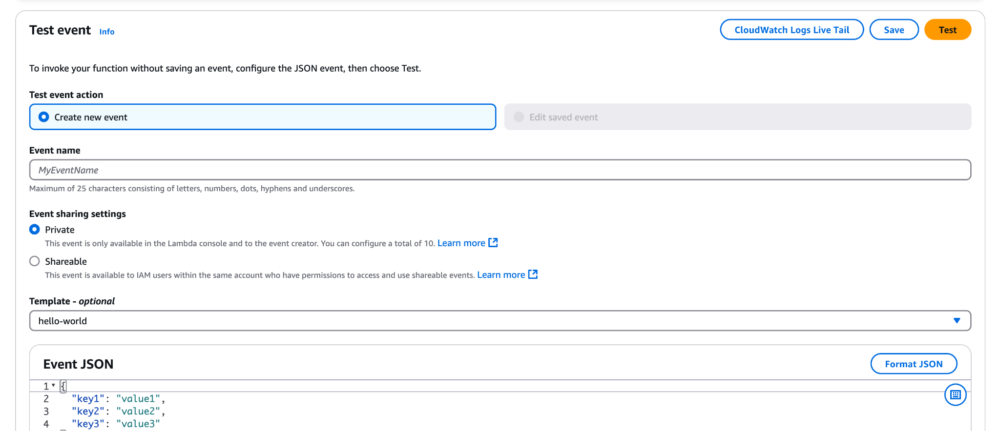 Test event Info
CloudWatch Logs Live Tail
Save
Test
To invoke your function without saving an event, configure the JSON event, then choose Test.
Test event action
Create new event
Edit saved event
Event name
MyEventName
Maximum of 25 characters consisting of letters, numbers, dots, hyphens and underscores.
Event sharing settings
Private
This event is only available in the Lambda console and to the event creator. You can configure a total of 10. Learn more
Shareable
This event is available to IAM users within the same account who have permissions to access and use shareable events. Learn more
Template - optional
hello-world
Event JSON
Format JSON
1 {
2 "key1": "value1",
3 "key2": "value2",
4 "key3": "value3"